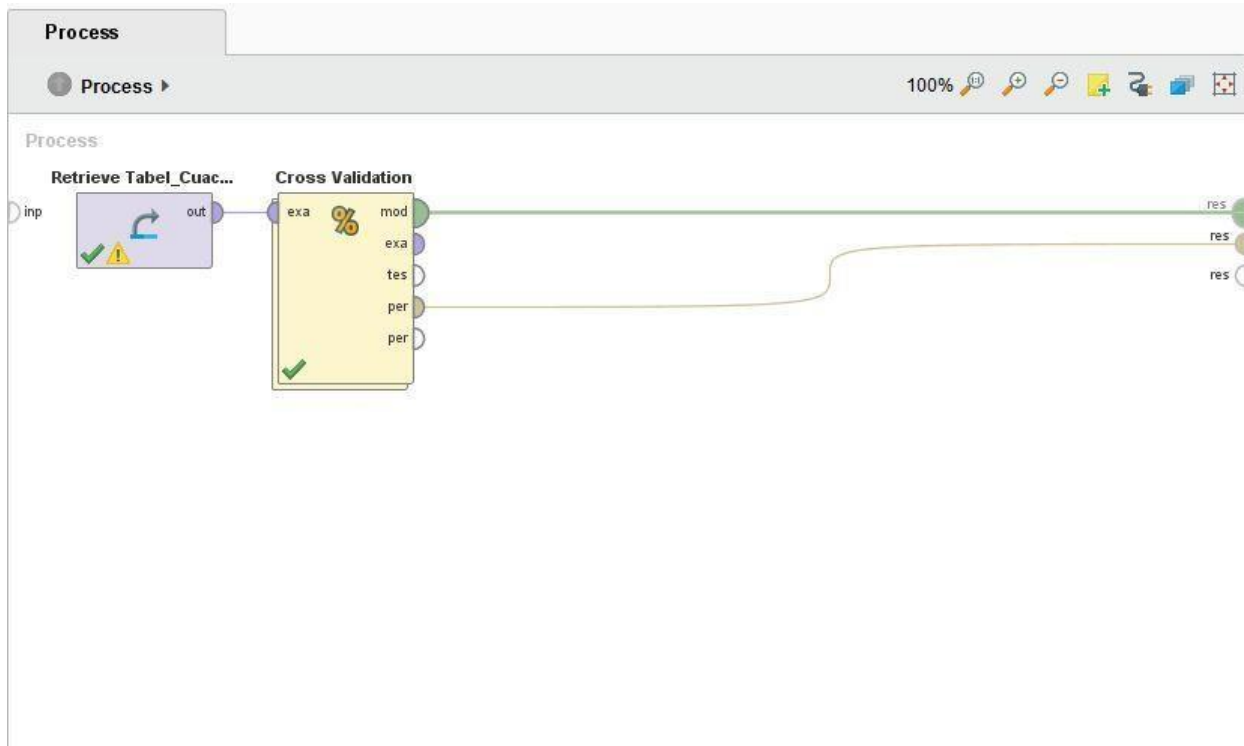 Process
Process
100%
Process
Retrieve Tabel_Cuac...
Cross Validation
inp
out
exa
mod
exa
tes
per
per
res
res
res